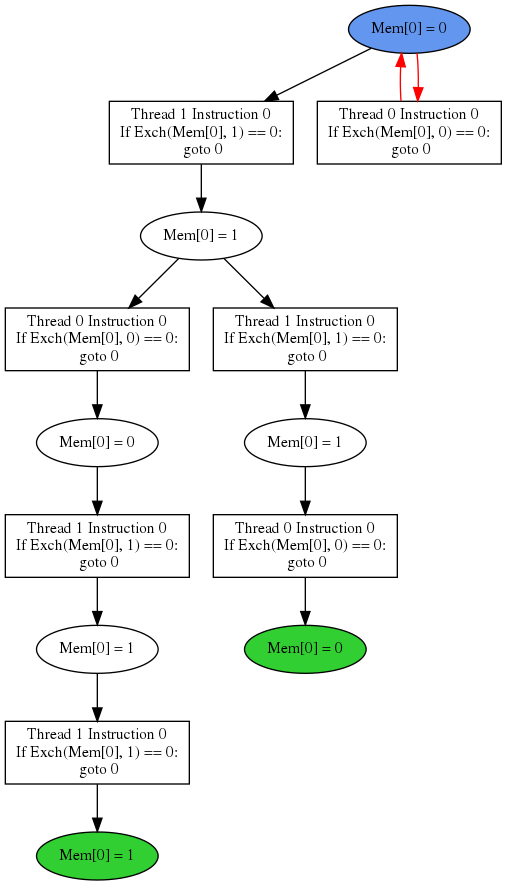 Mem[0] = 0
Thread 1 Instruction 0
If Exch(Mem[0], 1) == 0:
goto 0
Thread 0 Instruction 0
If Exch(Mem[0], 0) == 0:
goto 0
Mem[0] = 1
Thread 0 Instruction 0
If Exch(Mem[0], 0) == 0:
goto 0
Thread 1 Instruction 0
If Exch(Mem[0], 1) == 0:
goto 0
Mem[0] = 0
Mem[0] = 1
Thread 1 Instruction 0
If Exch(Mem[0], 1) == 0:
goto 0
Thread 0 Instruction 0
If Exch(Mem[0], 0) == 0:
goto 0
Mem[0] = 1
Mem[0] = 0
Thread 1 Instruction 0
If Exch(Mem[0], 1) == 0:
goto 0
Mem[0] = 1